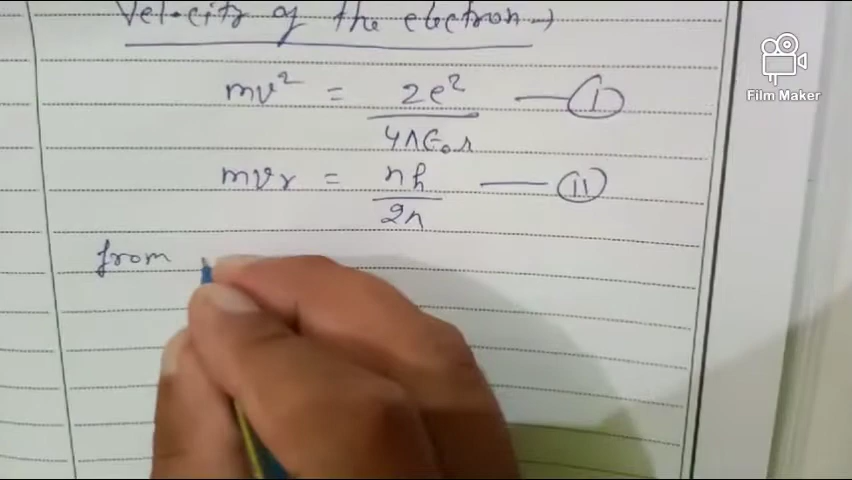 Velocity of the electron →
mv² = 2e² / 4πε₀r — (I)
mvr = nh / 2π — (II)
from
Film Maker